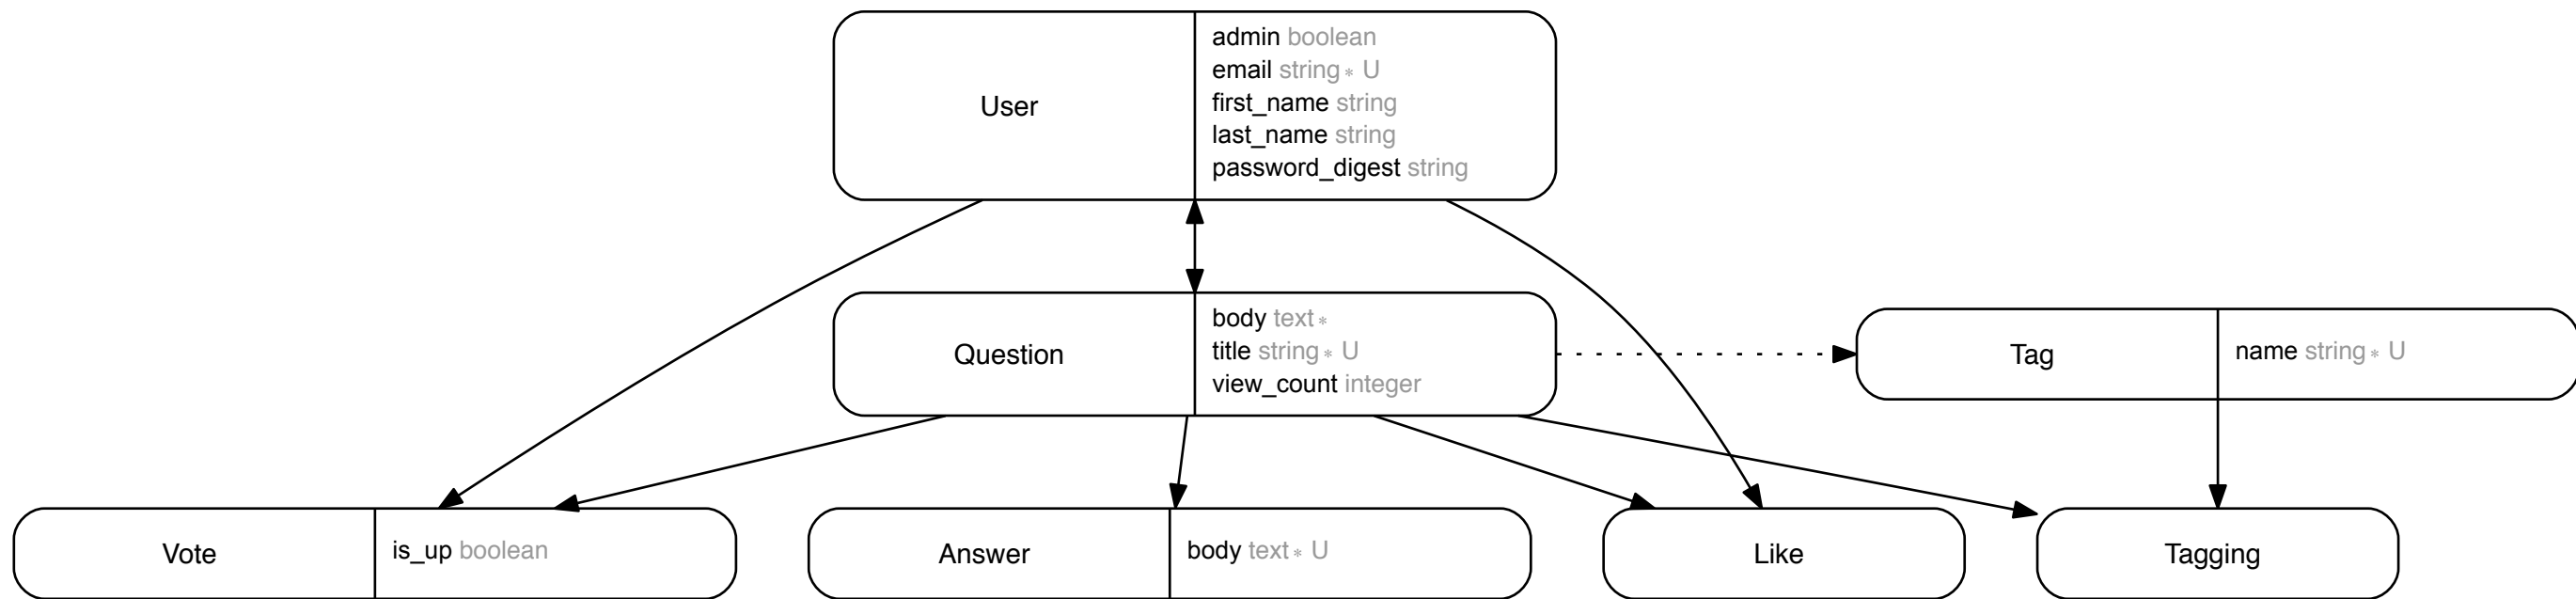 User
admin boolean
email string∗ U
first_name string
last_name string
password_digest string
Question
body text∗
title string∗ U
view_count integer
Tag
name string∗ U
Vote
is_up boolean
Answer
body text∗ U
Like
Tagging